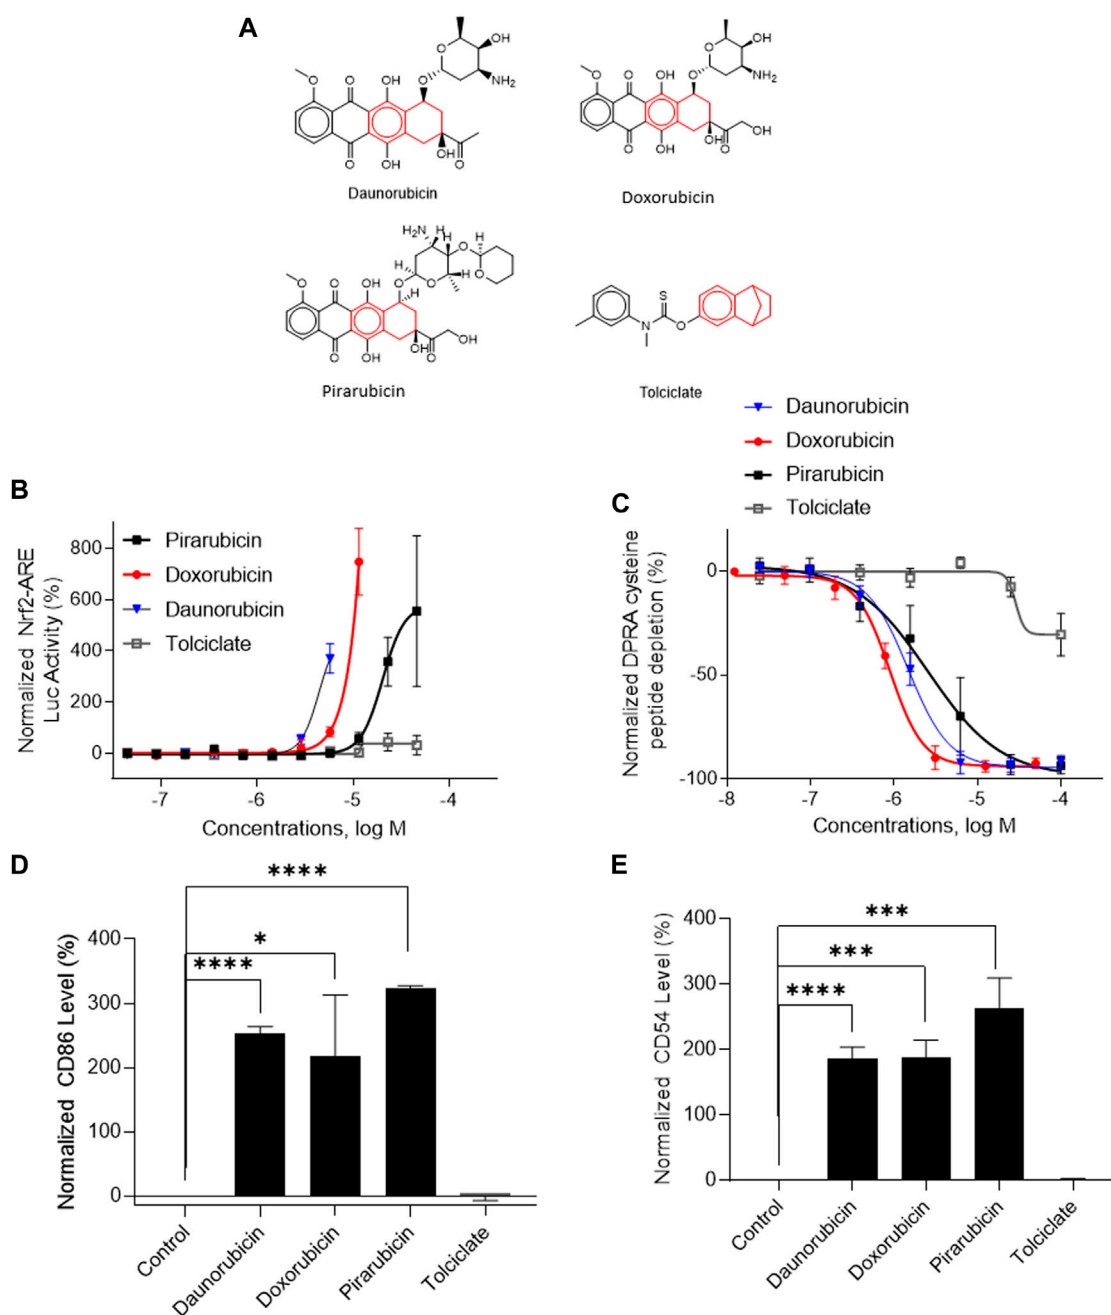 A
O
OH
NH₂
O
O
O
OH
O
OH
OH
O
Daunorubicin
O
OH
NH₂
O
O
O
OH
OH
O
OH
OH
O
Doxorubicin
H₂N
H
H
O
H
O
H
O
H
O
O
O
OH
H
OH
O
OH
OH
O
Pirarubicin
S
N
O
Tolciclate
Daunorubicin
Doxorubicin
Pirarubicin
Tolciclate
B
Normalized Nrf2-ARE
Luc Activity (%)
800
600
400
200
0
Pirarubicin
Doxorubicin
Daunorubicin
Tolciclate
-7
-6
-5
-4
Concentrations, log M
C
Normalized DPRA cysteine
peptide depletion (%)
0
-50
-100
-8
-7
-6
-5
-4
Concentrations, log M
D
Normalized CD86 Level (%)
400
300
200
100
0
****
*
****
Control
Daunorubicin
Doxorubicin
Pirarubicin
Tolciclate
E
Normalized CD54 Level (%)
400
300
200
100
0
***
***
****
Control
Daunorubicin
Doxorubicin
Pirarubicin
Tolciclate